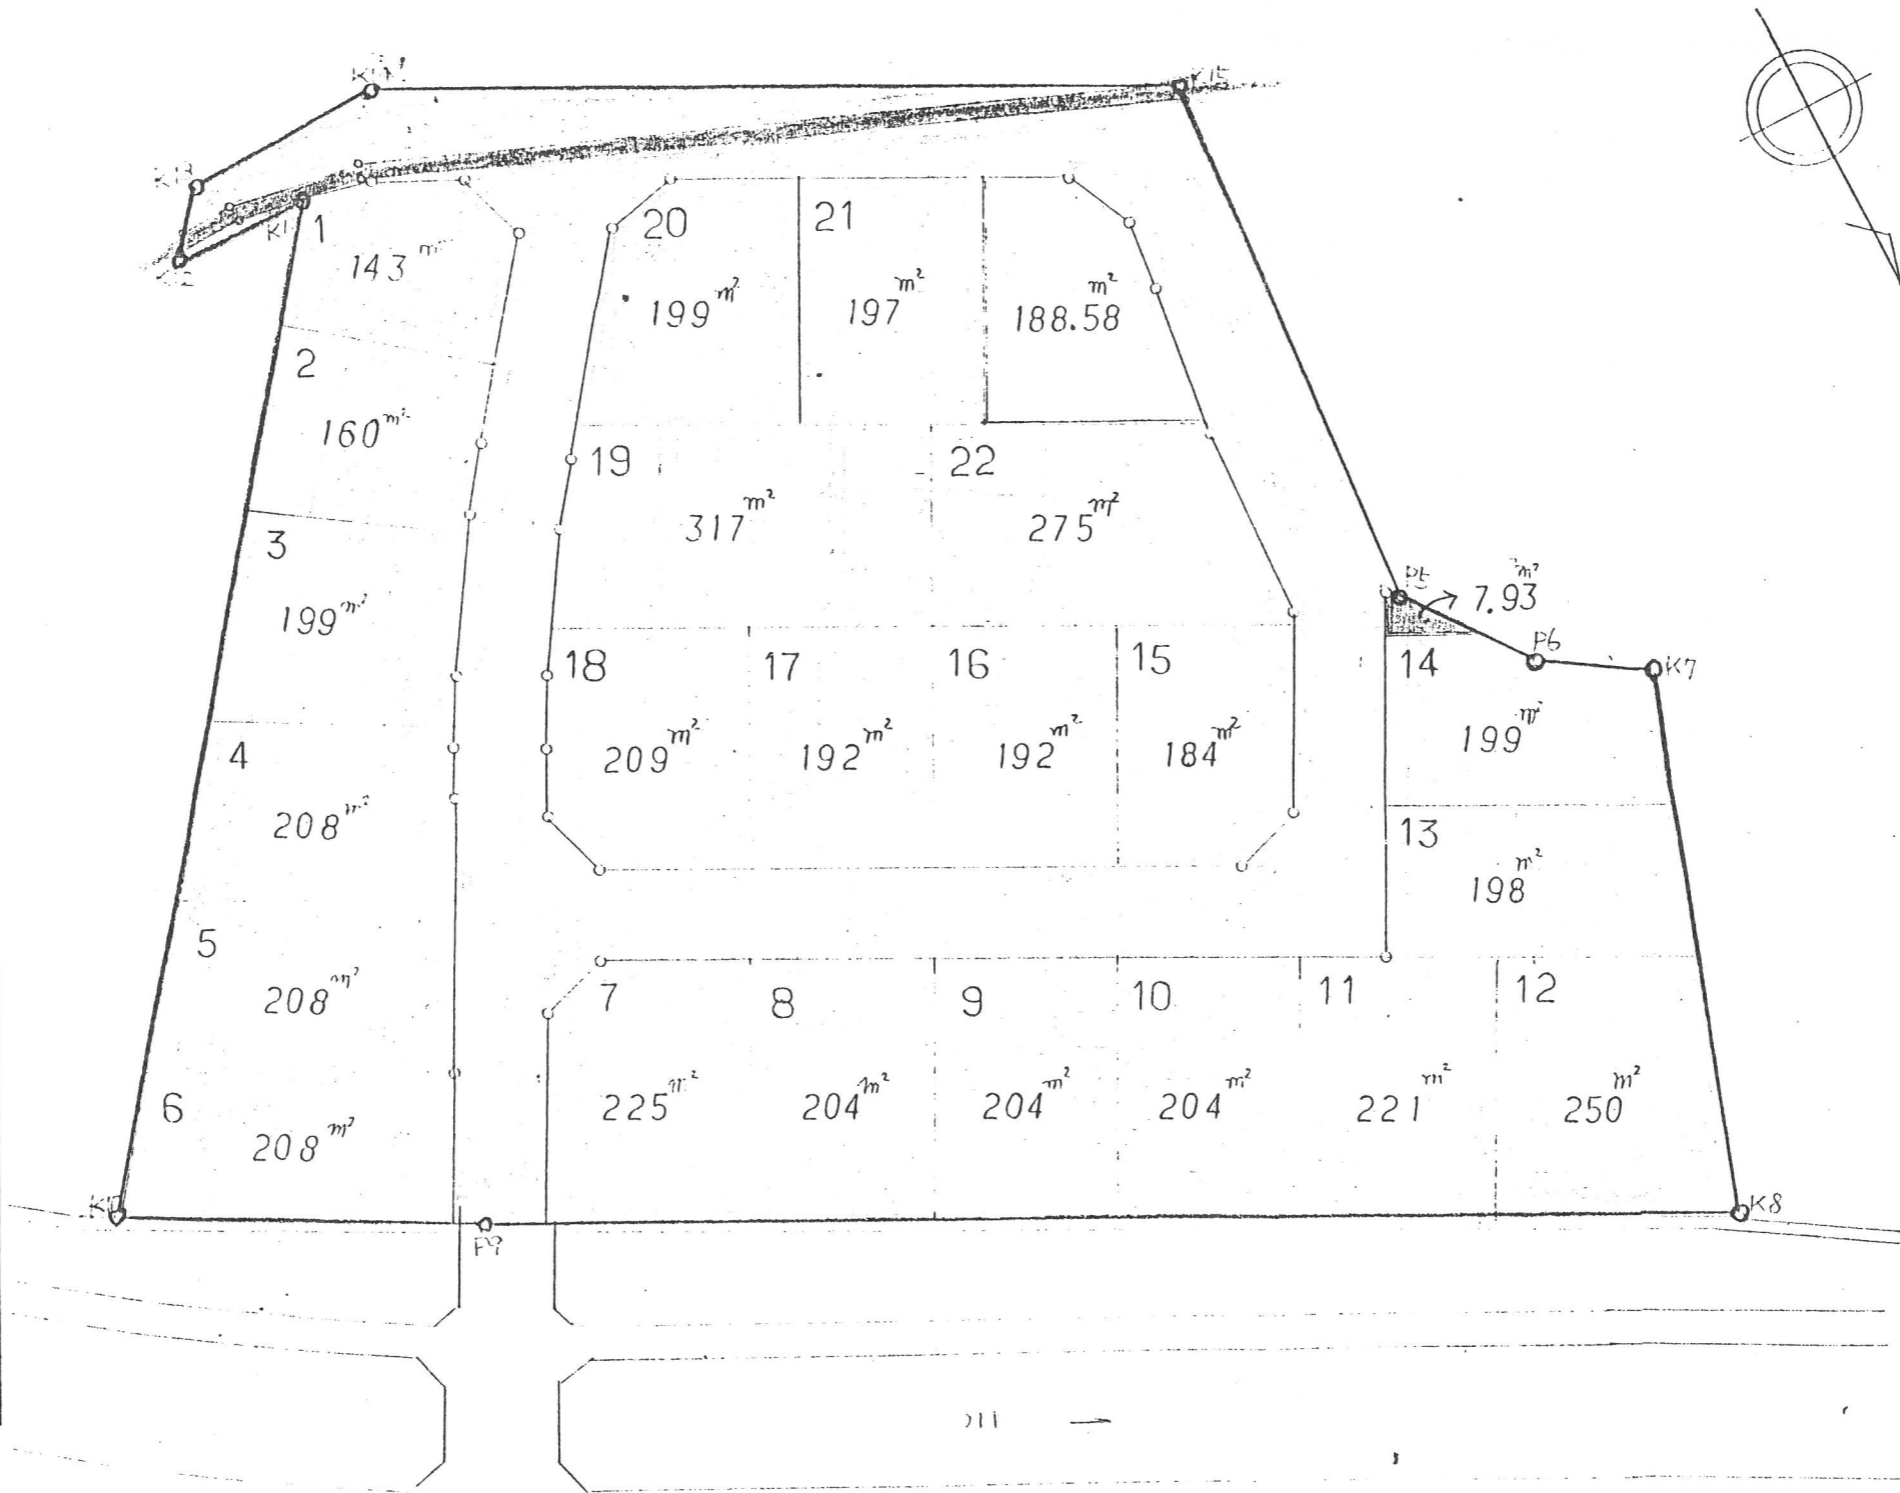 K15
K13
1
20
21
143 m²
199 m²
197 m²
m²
188.58
2
160 m²
19
22
317 m²
275 m²
3
199 m²
P5
7.93 m²
P6
K7
18
17
16
15
14
209 m²
192 m²
192 m²
184 m²
199 m²
4
208 m²
13
198 m²
5
208 m²
7
8
9
10
11
12
6
225 m²
204 m²
204 m²
204 m²
221 m²
250 m²
208 m²
K8
P9
川 →